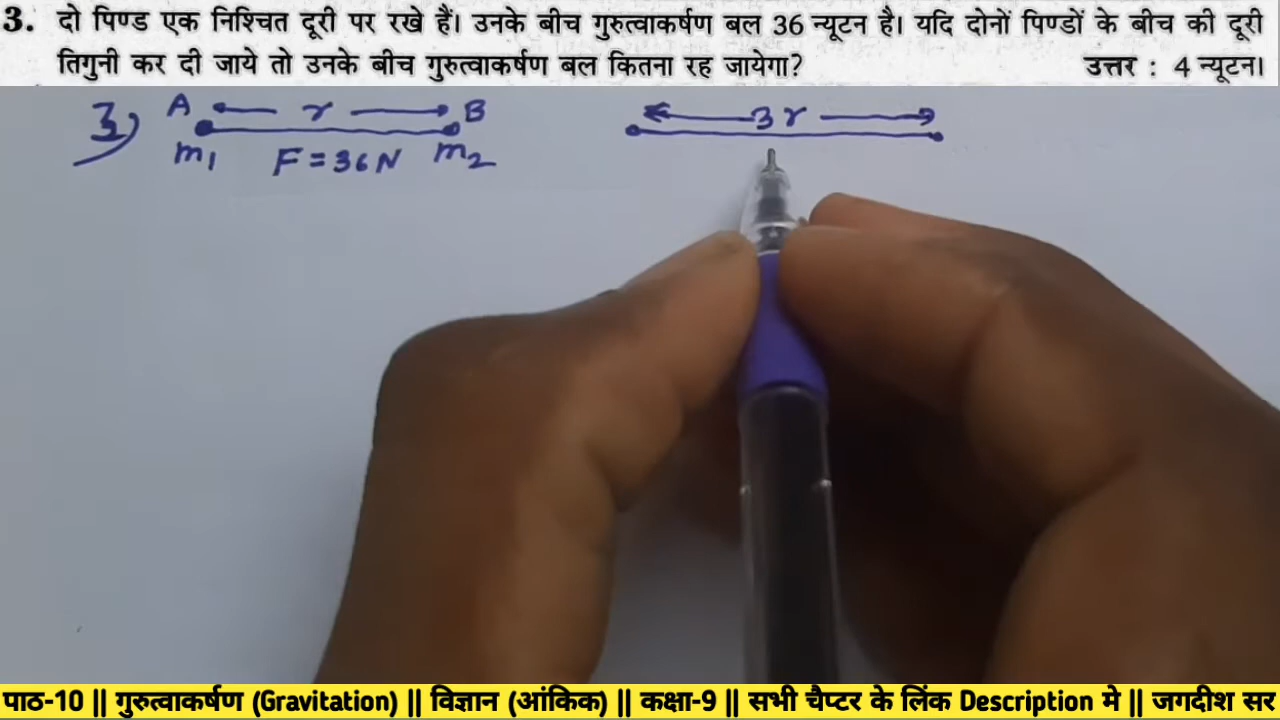 3. दो पिण्ड एक निश्चित दूरी पर रखे हैं। उनके बीच गुरुत्वाकर्षण बल 36 न्यूटन है। यदि दोनों पिण्डों के बीच की दूरी
तिगुनी कर दी जाये तो उनके बीच गुरुत्वाकर्षण बल कितना रह जायेगा? उत्तर : 4 न्यूटन।
3) A r B 3r
m1 F=36N m2
पाठ-10 || गुरुत्वाकर्षण (Gravitation) || विज्ञान (आंकिक) || कक्षा-9 || सभी चैप्टर के लिंक Description मे || जगदीश सर